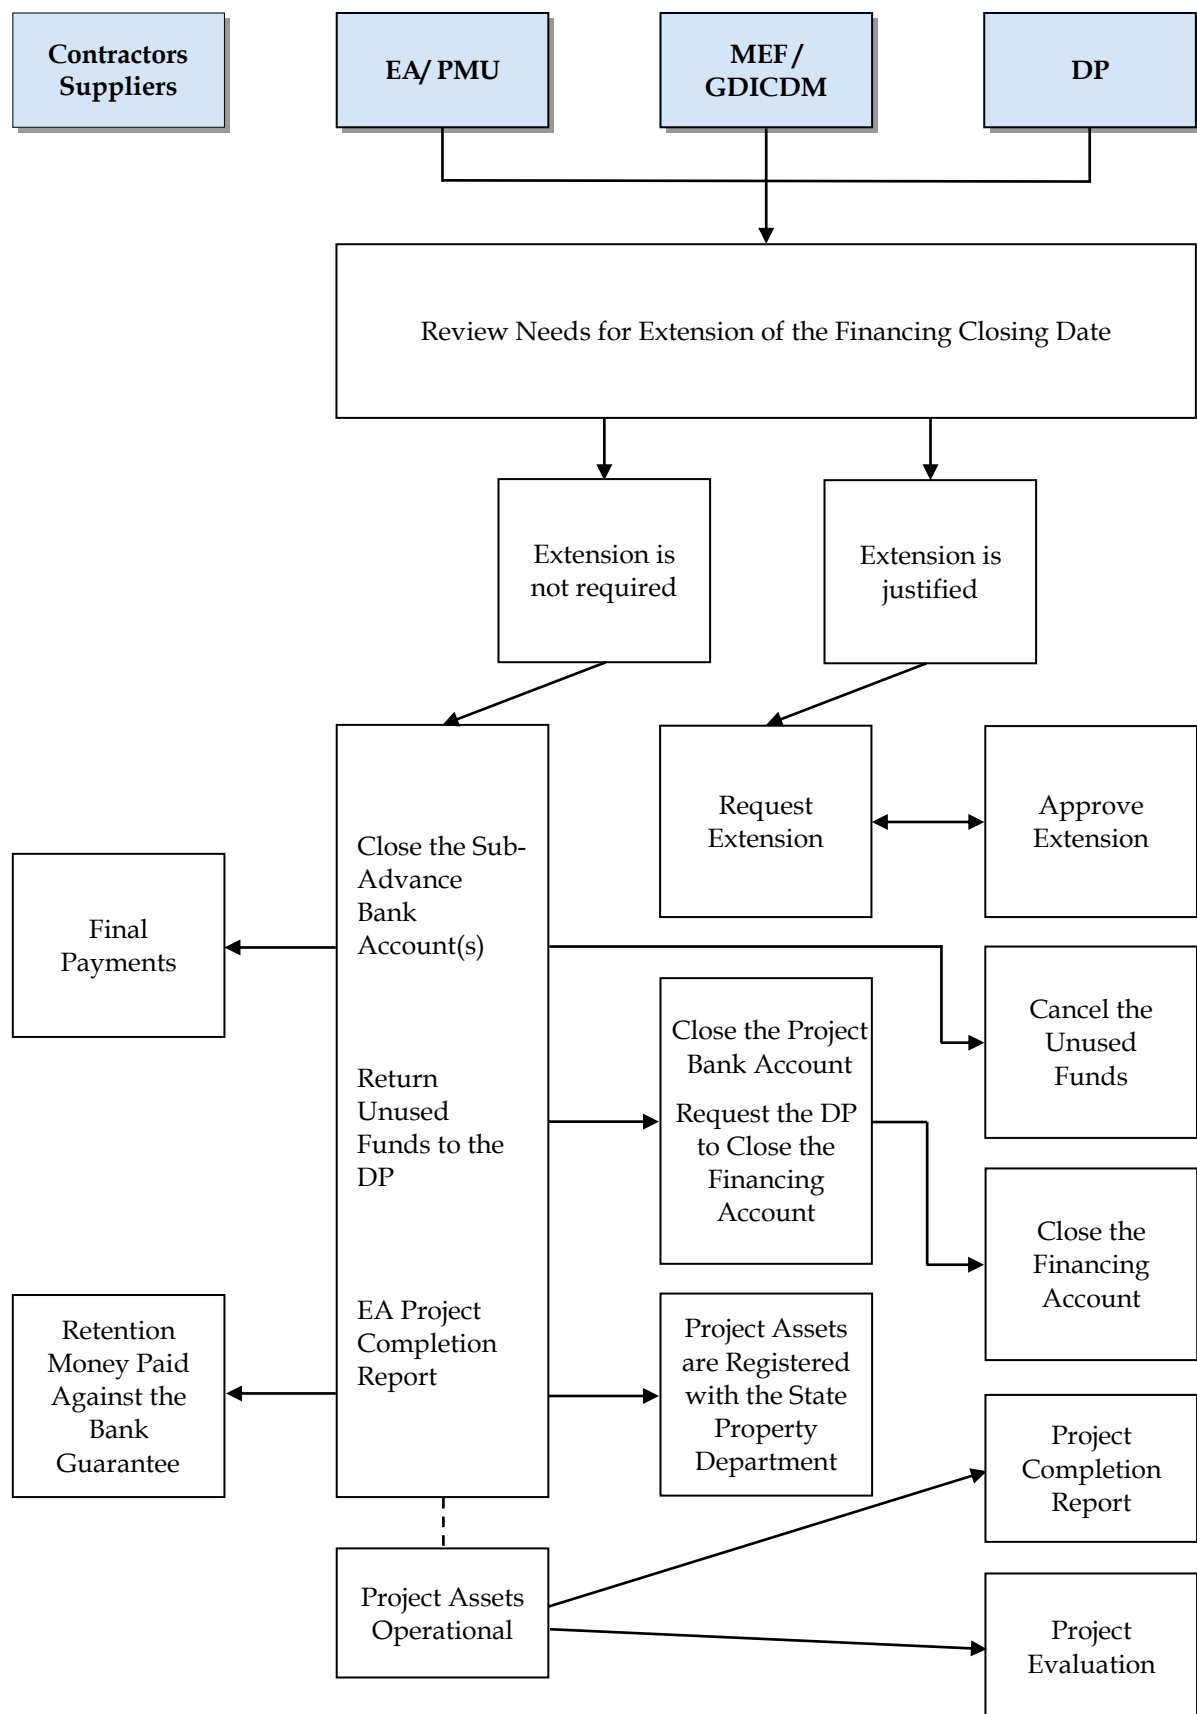 Contractors
Suppliers
EA/ PMU
MEF /
GDICDM
DP
Review Needs for Extension of the Financing Closing Date
Extension is
not required
Extension is
justified
Request
Extension
Approve
Extension
Close the Sub-
Advance
Bank
Account(s)
Return
Unused
Funds to the
DP
EA Project
Completion
Report
Final
Payments
Cancel the
Unused
Funds
Close the Project
Bank Account
Request the DP
to Close the
Financing
Account
Close the
Financing
Account
Retention
Money Paid
Against the
Bank
Guarantee
Project Assets
are Registered
with the State
Property
Department
Project
Completion
Report
Project Assets
Operational
Project
Evaluation